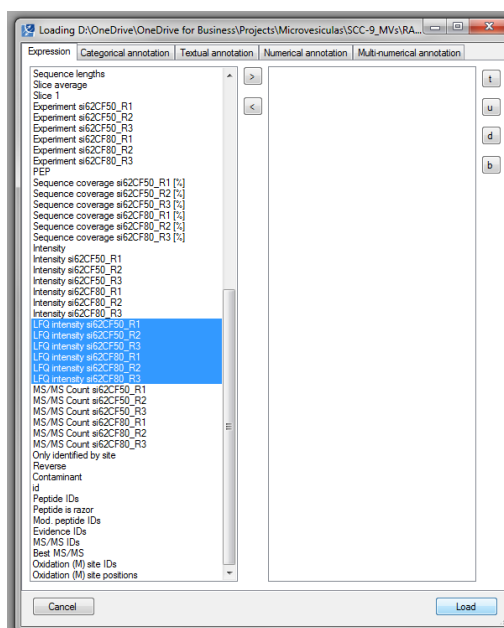 Loading D:\OneDrive\OneDrive for Business\Projects\Microvesiculas\SCC-9_MVs\RA...
Expression Categorical annotation Textual annotation Numerical annotation Multi-numerical annotation
Sequence lengths
Slice average
Slice 1
Experiment si62CF50_R1
Experiment si62CF50_R2
Experiment si62CF50_R3
Experiment si62CF80_R1
Experiment si62CF80_R2
Experiment si62CF80_R3
PEP
Sequence coverage si62CF50_R1 [%]
Sequence coverage si62CF50_R2 [%]
Sequence coverage si62CF50_R3 [%]
Sequence coverage si62CF80_R1 [%]
Sequence coverage si62CF80_R2 [%]
Sequence coverage si62CF80_R3 [%]
Intensity
Intensity si62CF50_R1
Intensity si62CF50_R2
Intensity si62CF50_R3
Intensity si62CF80_R1
Intensity si62CF80_R2
Intensity si62CF80_R3
LFQ intensity si62CF50_R1
LFQ intensity si62CF50_R2
LFQ intensity si62CF50_R3
LFQ intensity si62CF80_R1
LFQ intensity si62CF80_R2
LFQ intensity si62CF80_R3
MS/MS Count si62CF50_R1
MS/MS Count si62CF50_R2
MS/MS Count si62CF50_R3
MS/MS Count si62CF80_R1
MS/MS Count si62CF80_R2
MS/MS Count si62CF80_R3
Only identified by site
Reverse
Contaminant
id
Peptide IDs
Peptide is razor
Mod. peptide IDs
Evidence IDs
MS/MS IDs
Best MS/MS
Oxidation (M) site IDs
Oxidation (M) site positions
>
<
t
u
d
b
Cancel
Load